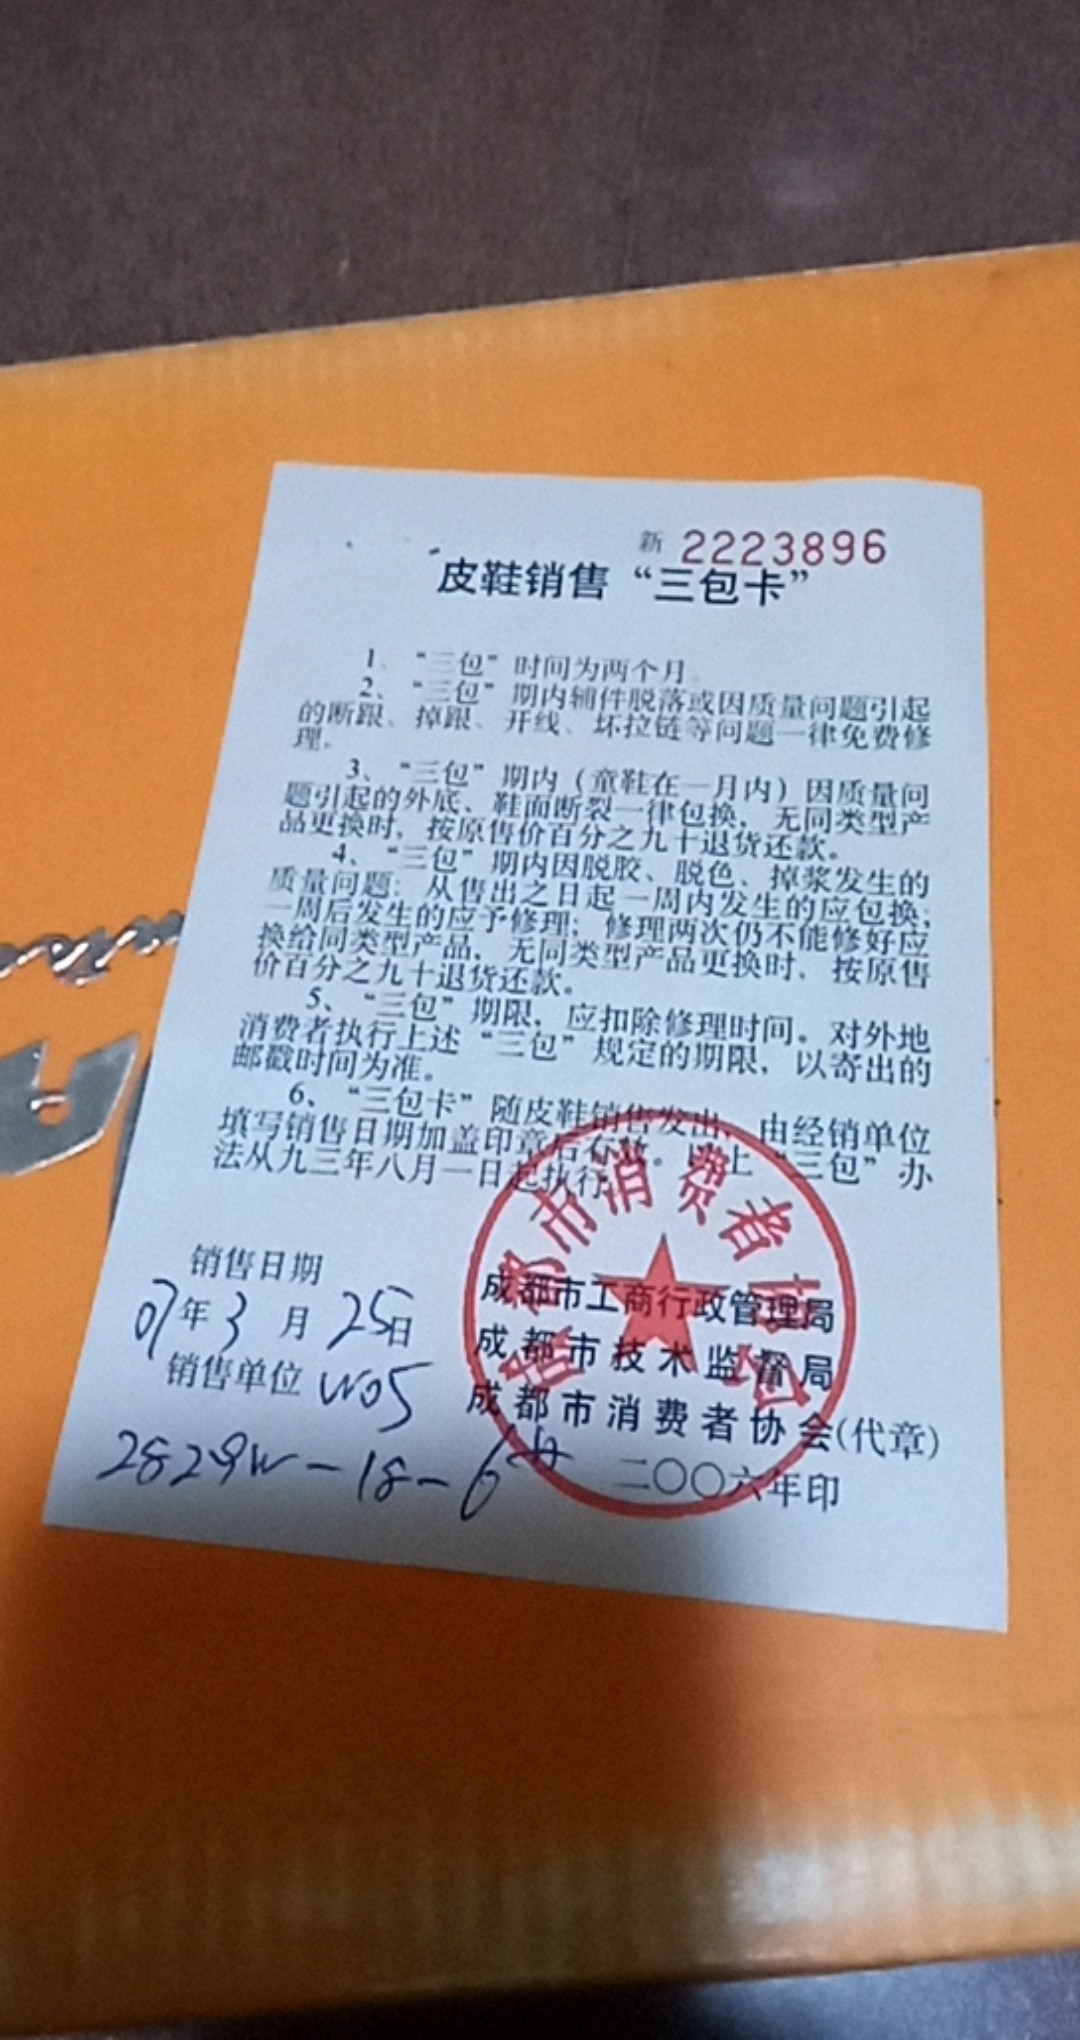 新 2223896
皮鞋销售“三包卡”
1、“三包”时间为两个月。
2、“三包”期内辅件脱落或因质量问题引起
的断跟、掉跟、开线、坏拉链等问题一律免费修
理。
3、“三包”期内（童鞋在一月内）因质量问
题引起的外底、鞋面断裂一律包换，无同类型产
品更换时，按原售价百分之九十退货还款。
4、“三包”期内因脱胶、脱色、掉浆发生的
质量问题：从售出之日起一周内发生的应包换；
一周后发生的应予修理；修理两次仍不能修好应
换给同类型产品，无同类型产品更换时，按原售
价百分之九十退货还款。
5、“三包”期限，应扣除修理时间。对外地
消费者执行上述“三包”规定的期限，以寄出的
邮戳时间为准。
6、“三包卡”随皮鞋销售发出，由经销单位
填写销售日期加盖印章后有效。以上“三包”办
法从九三年八月一日起执行。
成都市消费者协会
销售日期
07年3月25日
销售单位 W05
2829W-18-6
成都市工商行政管理局
成都市技术监督局
成都市消费者协会(代章)
二〇〇六年印